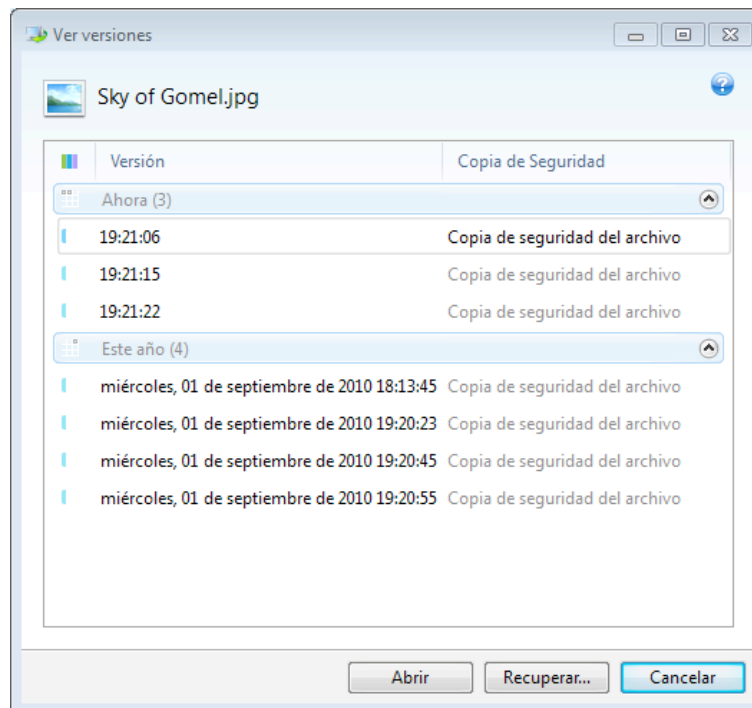 Ver versiones
Sky of Gomel.jpg
Versión Copia de Seguridad
Ahora (3)
19:21:06 Copia de seguridad del archivo
19:21:15 Copia de seguridad del archivo
19:21:22 Copia de seguridad del archivo
Este año (4)
miércoles, 01 de septiembre de 2010 18:13:45 Copia de seguridad del archivo
miércoles, 01 de septiembre de 2010 19:20:23 Copia de seguridad del archivo
miércoles, 01 de septiembre de 2010 19:20:45 Copia de seguridad del archivo
miércoles, 01 de septiembre de 2010 19:20:55 Copia de seguridad del archivo
Abrir Recuperar... Cancelar